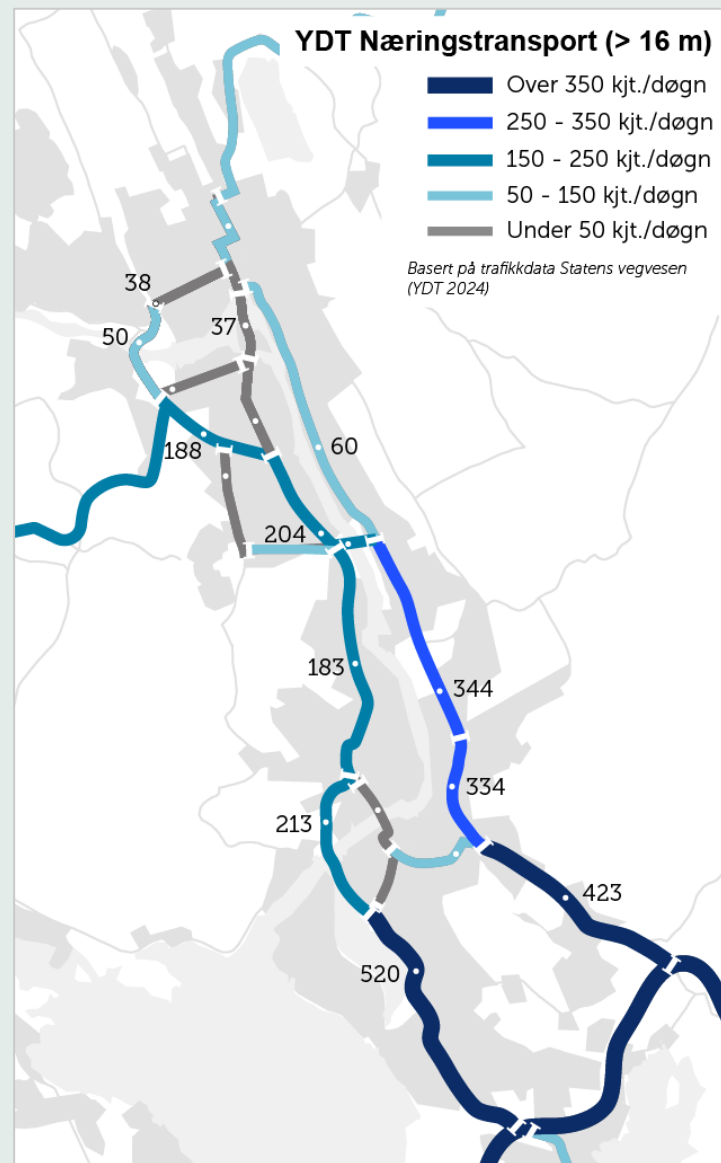 YDT Næringstransport (> 16 m)
Over 350 kjt./døgn
250 - 350 kjt./døgn
150 - 250 kjt./døgn
50 - 150 kjt./døgn
Under 50 kjt./døgn
Basert på trafikkdata Statens vegvesen
(YDT 2024)
38
50
37
188
60
204
183
344
334
213
423
520